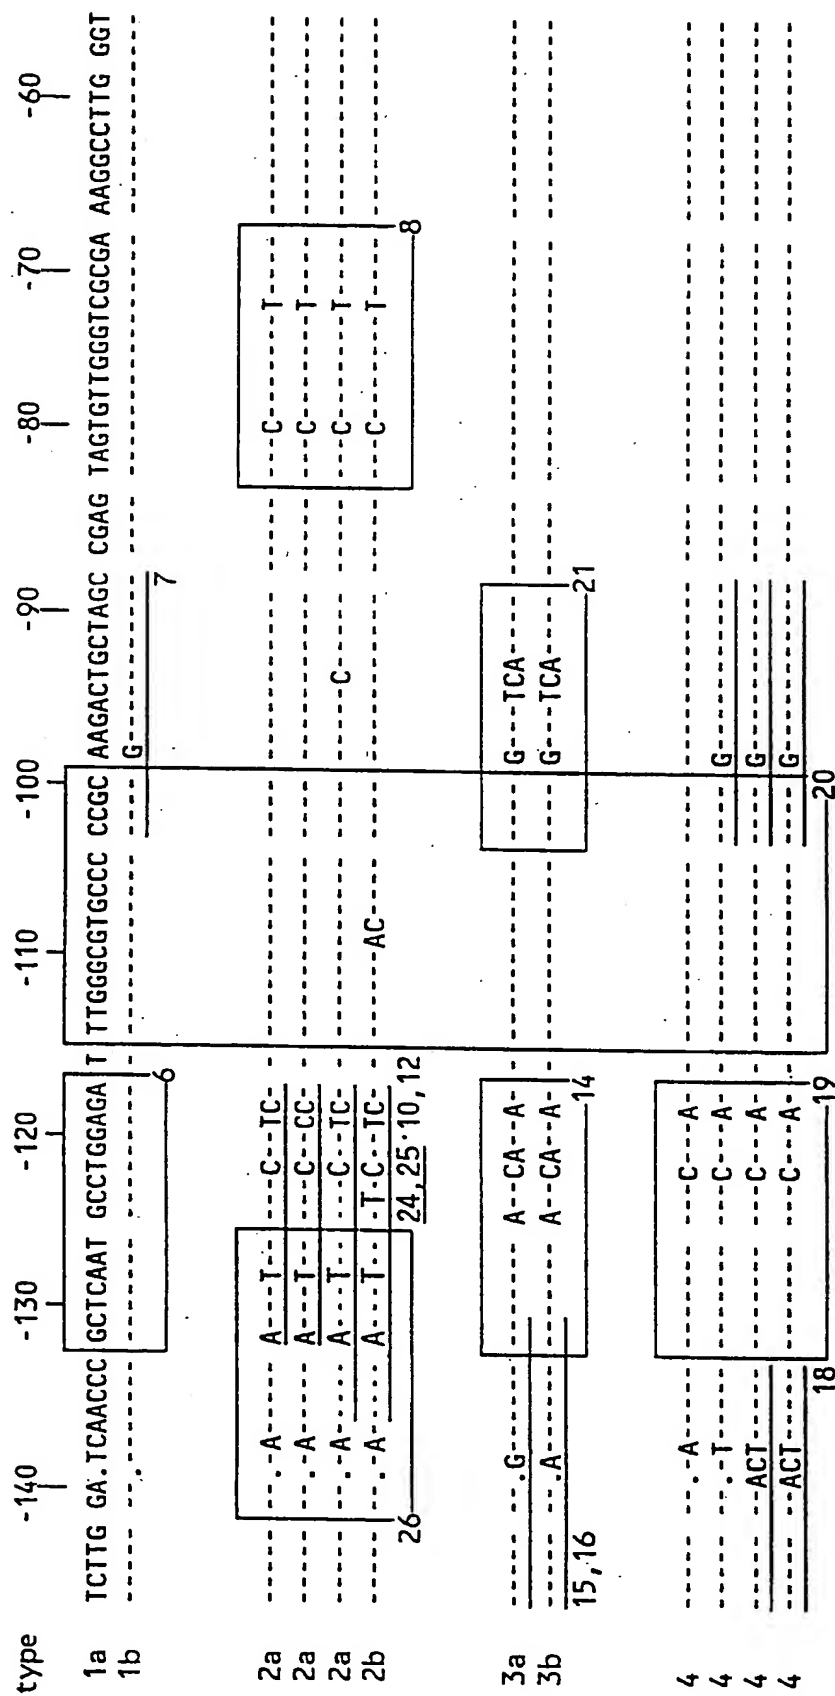 type -140 -130 -120 -110 -100 -90 -80 -70 -60
1a TCTTG GA.TCAACCC GCTCAAT GCCTGGAGA T TTGGGCGTGCCC CCGC AAGACTGCTAGC CGAG TAGTGTTGGGTCGCGA AAGGCCTTG GGT
1b ----- --.------- ------- --------- - ------------ ---- G----------- ---- ---------------- --------- ---
6 7
2a ----- --.-A----- A---T-- ---C--TC- - ------------ ---- ------------ ---- ---C-------T---- --------- ---
2a ----- --.-A----- A---T-- ---C--CC- - ------------ ---- ------------ ---- ---C-------T---- --------- ---
2a ----- --.-A----- A---T-- ---C--TC- - ------------ ---- -----C------ ---- ---C-------T---- --------- ---
2b ----- --.-A----- A---T-- -T-C--TC- - ------AC---- ---- ------------ ---- ---C-------T---- --------- ---
26 24,25·10,12 8
3a ----- --.G------ ------- A--CA--A- - ------------ ---- G---TCA----- ---- ---------------- --------- ---
3b ----- --.A------ ------- A--CA--A- - ------------ ---- G---TCA----- ---- ---------------- --------- ---
15,16 14 21
4 ----- --.-A----- ------- ---C---A- - ------------ ---- ------------ ---- ---------------- --------- ---
4 ----- --.-T----- ------- ---C---A- - ------------ ---- G----------- ---- ---------------- --------- ---
4 ----- --ACT----- ------- ---C---A- - ------------ ---- G----------- ---- ---------------- --------- ---
4 ----- --ACT----- ------- ---C---A- - ------------ ---- G----------- ---- ---------------- --------- ---
18 19 20